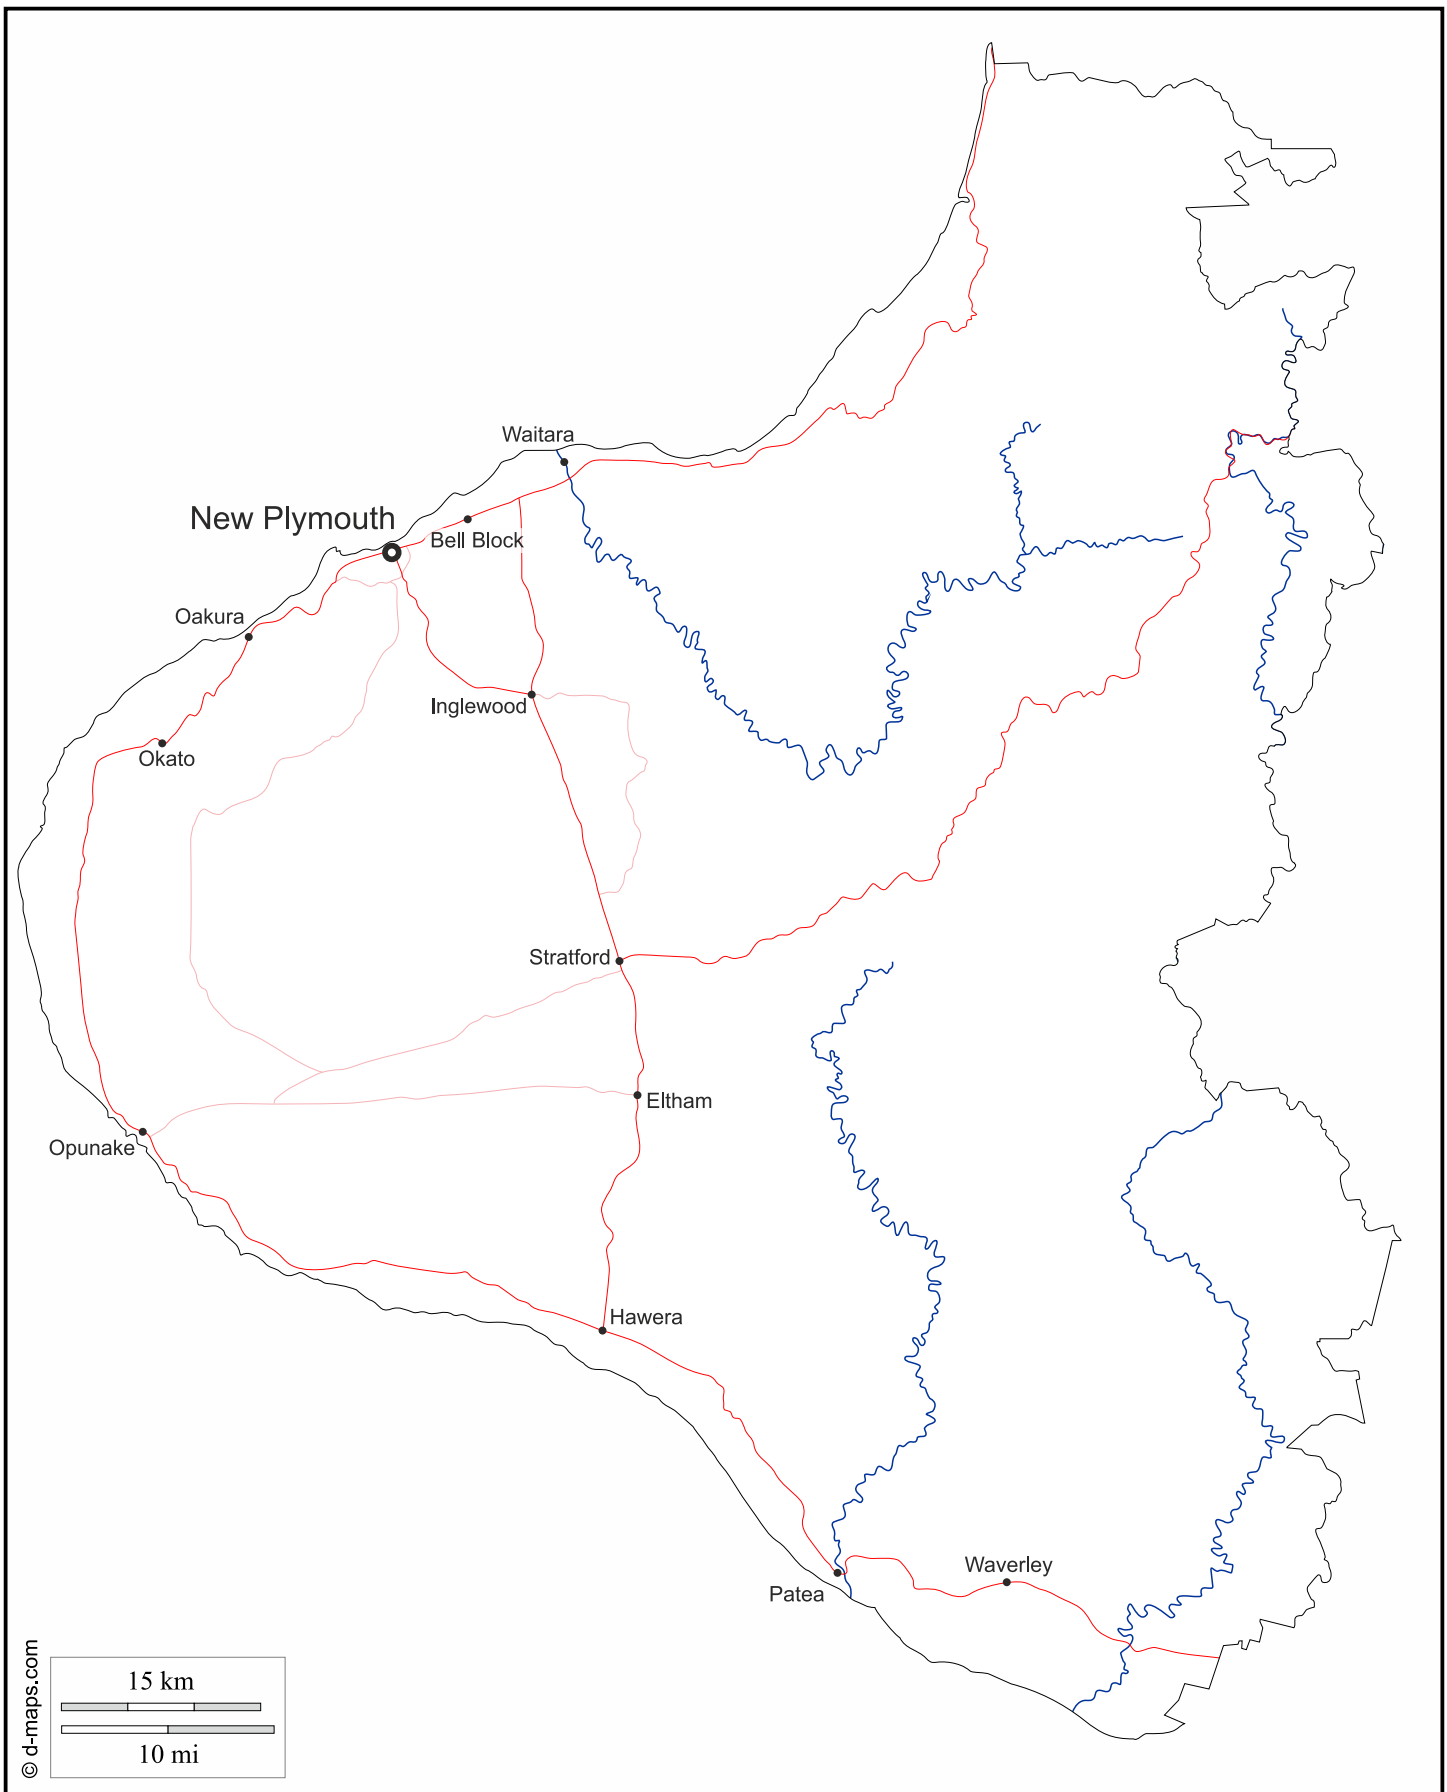 Waitara
New Plymouth
Bell Block
Oakura
Inglewood
Okato
Stratford
Eltham
Opunake
Hawera
Waverley
Patea
15 km
10 mi
© d-maps.com